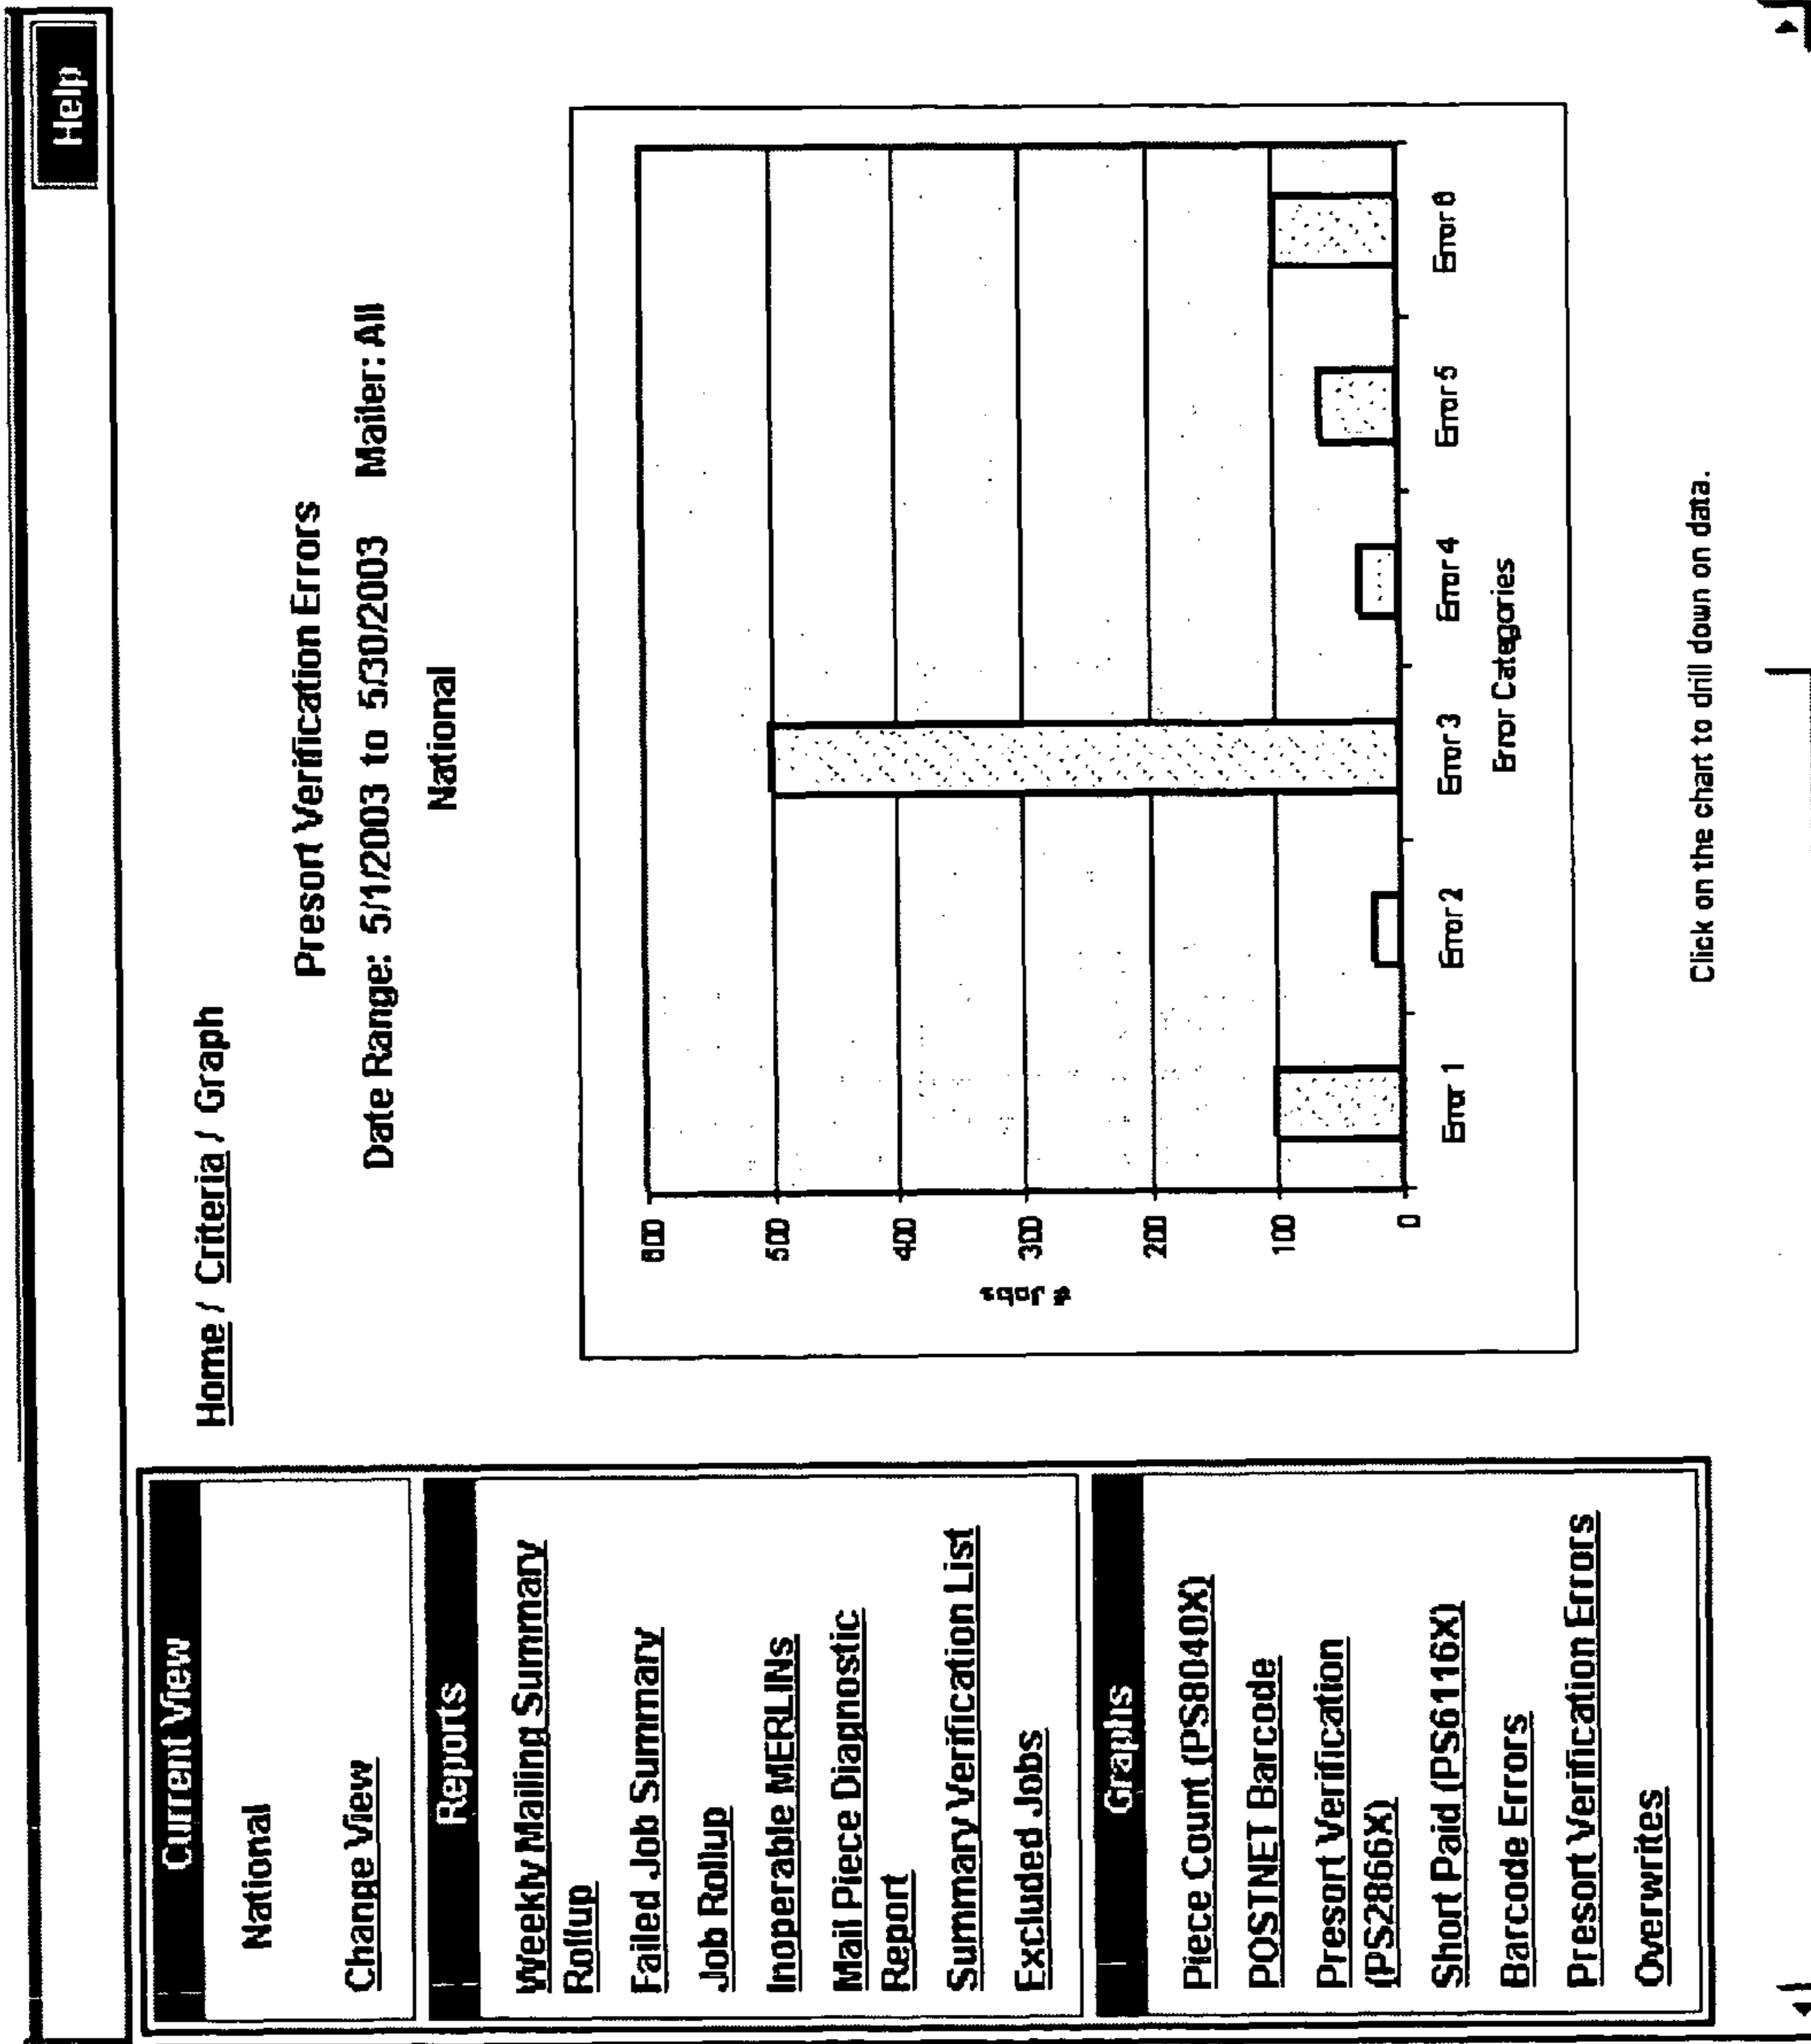 Help
Current View
National
Change View
Reports
Weekly Mailing Summary
Rollup
Failed Job Summary
Job Rollup
Inoperable MERLINs
Mail Piece Diagnostic
Report
Summary Verification List
Excluded Jobs
Graphs
Piece Count (PS8040X)
POSTNET Barcode
Presort Verification
(PS2866X)
Short Paid (PS6116X)
Barcode Errors
Presort Verification Errors
Overwrites
Home / Criteria / Graph
Presort Verification Errors
Date Range: 5/1/2003 to 5/30/2003 Mailer: All
National
# Jobs
600
500
400
300
200
100
0
Error 1 Error 2 Error 3 Error 4 Error 5 Error 6
Error Categories
Click on the chart to drill down on data.